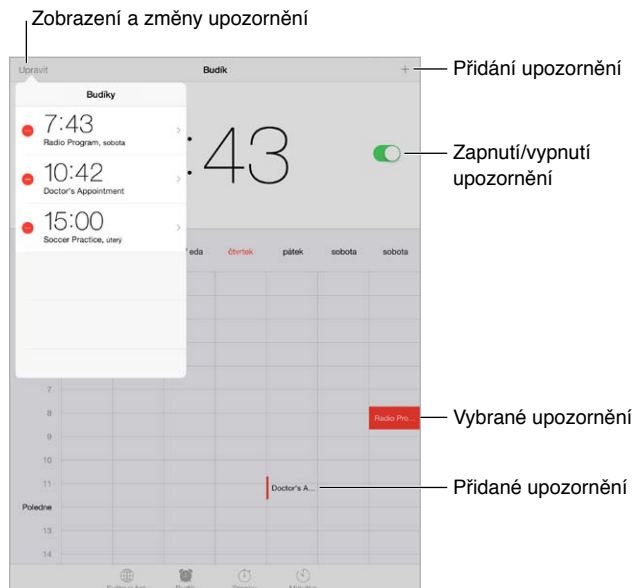 Zobrazení a změny upozornění
Upravit Budík +
Přidání upozornění
Budíky
7:43
Radio Program, sobota
10:42
Doctor's Appointment
15:00
Soccer Practice, úterý
:43
Zapnutí/vypnutí
upozornění
eda čtvrtek pátek sobota sobota
7
8
Radio Pro...
Vybrané upozornění
9
10
11
Doctor's A...
Přidané upozornění
Poledne
13
14